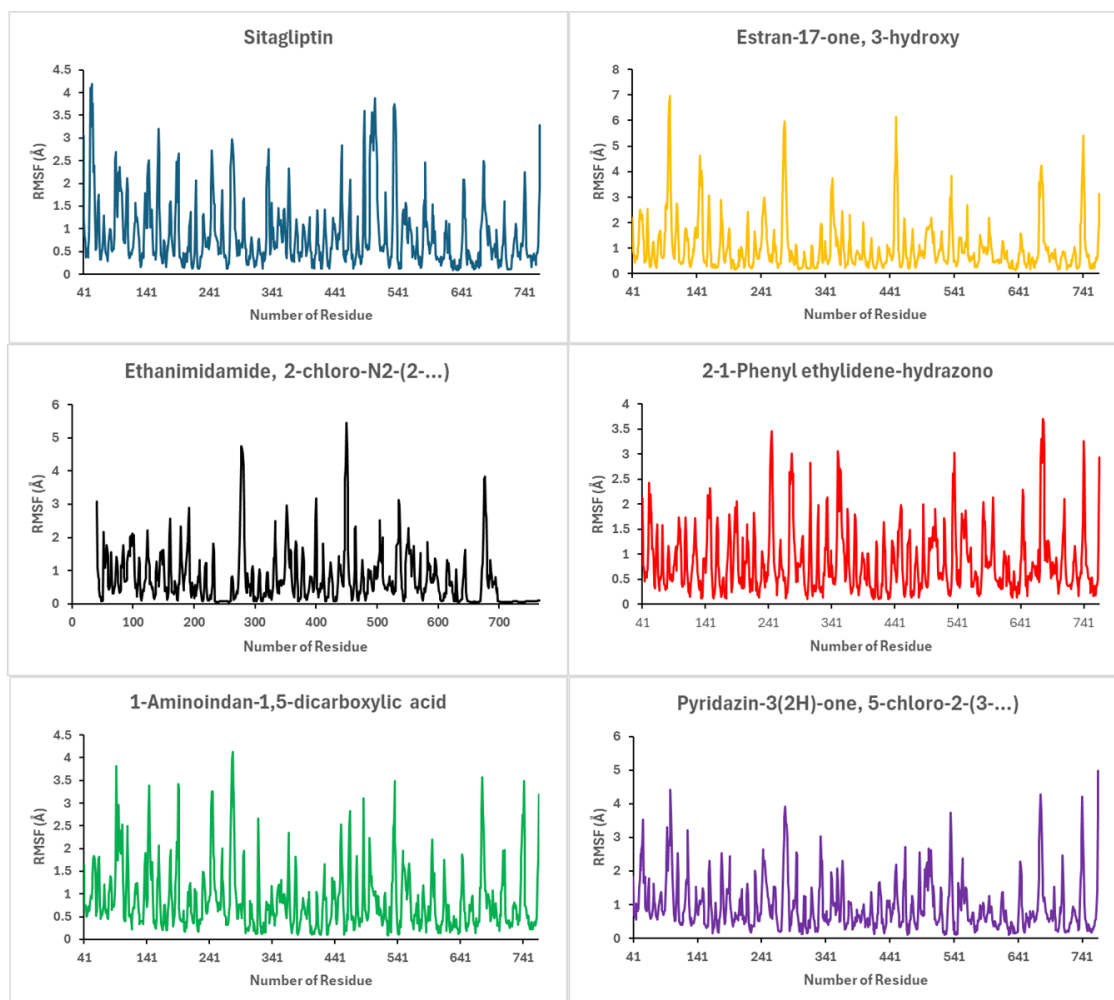 Sitagliptin
4.5
4
3.5
3
2.5
2
1.5
1
0.5
0
RMSF (Å)
41 141 241 341 441 541 641 741
Number of Residue
Estran-17-one, 3-hydroxy
8
7
6
5
4
3
2
1
0
RMSF (Å)
41 141 241 341 441 541 641 741
Number of Residue
Ethanimidamide, 2-chloro-N2-(2-...)
6
5
4
3
2
1
0
RMSF (Å)
0 100 200 300 400 500 600 700
Number of Residue
2-1-Phenyl ethylidene-hydrazono
4
3.5
3
2.5
2
1.5
1
0.5
0
RMSF (Å)
41 141 241 341 441 541 641 741
Number of Residue
1-Aminoindan-1,5-dicarboxylic acid
4.5
4
3.5
3
2.5
2
1.5
1
0.5
0
RMSF (Å)
41 141 241 341 441 541 641 741
Number of Residue
Pyridazin-3(2H)-one, 5-chloro-2-(3-...)
6
5
4
3
2
1
0
RMSF (Å)
41 141 241 341 441 541 641 741
Number of Residue